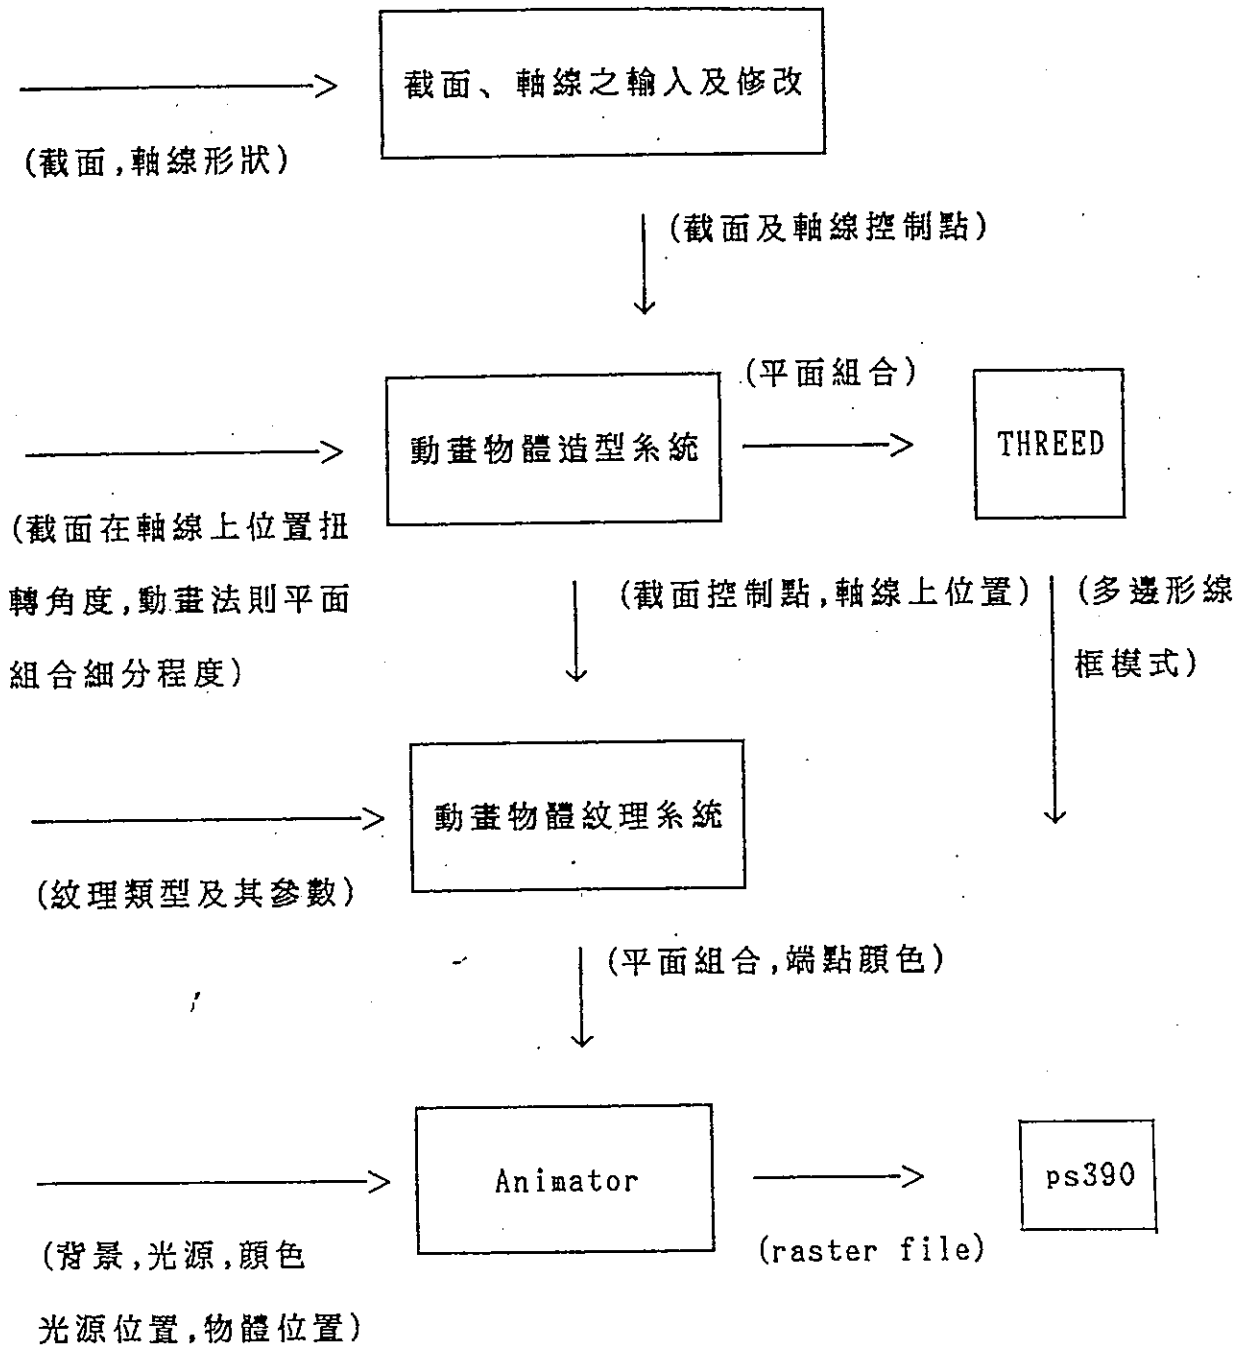 截面、軸線之輸入及修改
(截面,軸線形狀)
(截面及軸線控制點)
(平面組合)
動畫物體造型系統
THREED
(截面在軸線上位置扭
轉角度,動畫法則平面
組合細分程度)
(截面控制點,軸線上位置)
(多邊形線
框模式)
動畫物體紋理系統
(紋理類型及其參數)
(平面組合,端點顏色)
Animator
ps390
(raster file)
(背景,光源,顏色
光源位置,物體位置)